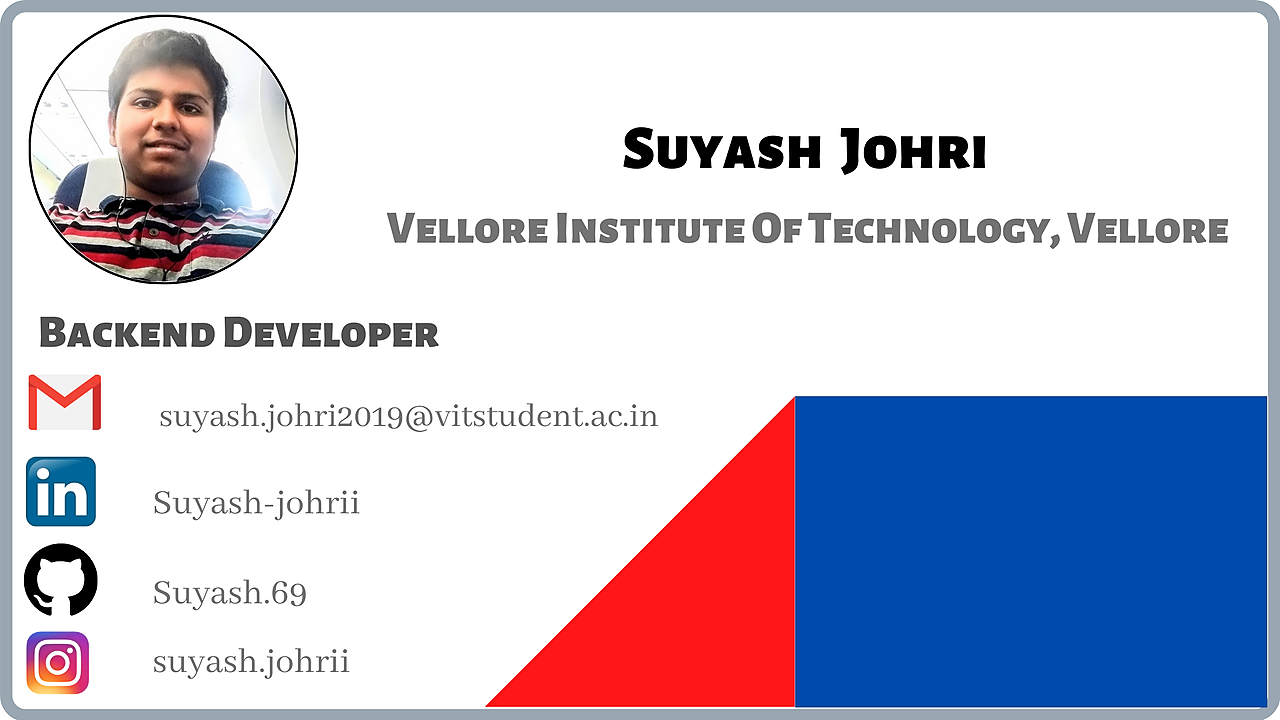 Suyash Johri
Vellore Institute Of Technology, Vellore
Backend Developer
suyash.johri2019@vitstudent.ac.in
in
Suyash-johrii
Suyash.69
suyash.johrii